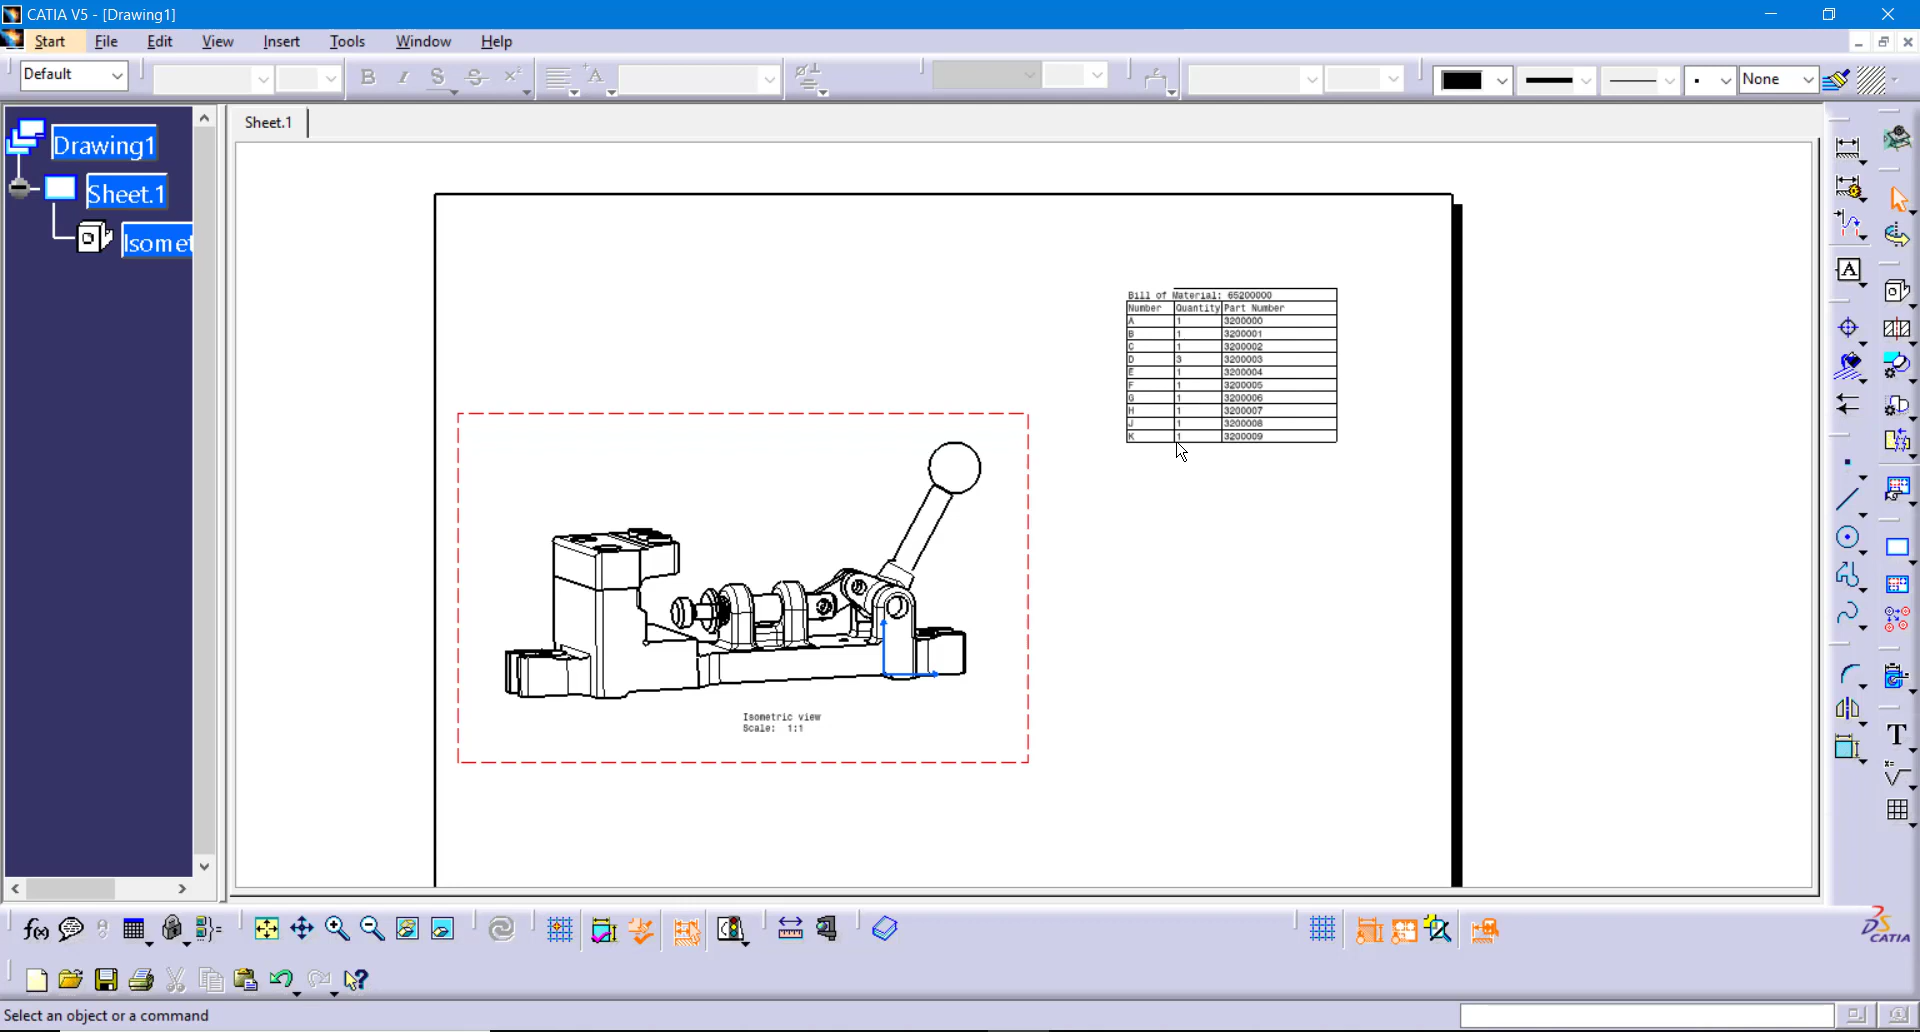 CATIA V5 - [Drawing1]
Start File Edit View Insert Tools Window Help
Default
B I S S x² A
None
Sheet.1
Drawing1
Sheet.1
Isomet
Bill of Material: 65200000
Number Quantity Part Number
A 1 3200000
B 1 3200001
C 1 3200002
D 3 3200003
E 1 3200004
F 1 3200005
G 1 3200006
H 1 3200007
J 1 3200008
K 1 3200009
Isometric view
Scale: 1:1
A
T
f(x)
CATIA
Select an object or a command